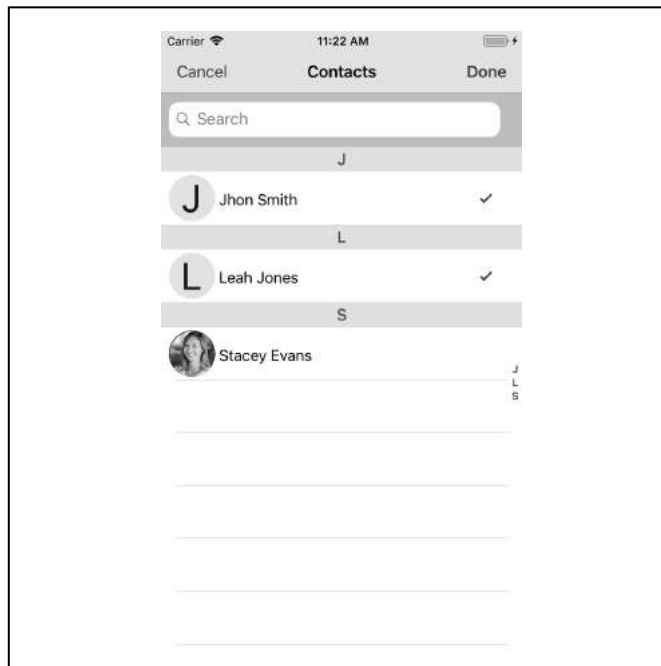 Carrier 11:22 AM
Cancel Contacts Done
Search
J
J Jhon Smith
L
L Leah Jones
S
Stacey Evans
J
L
S